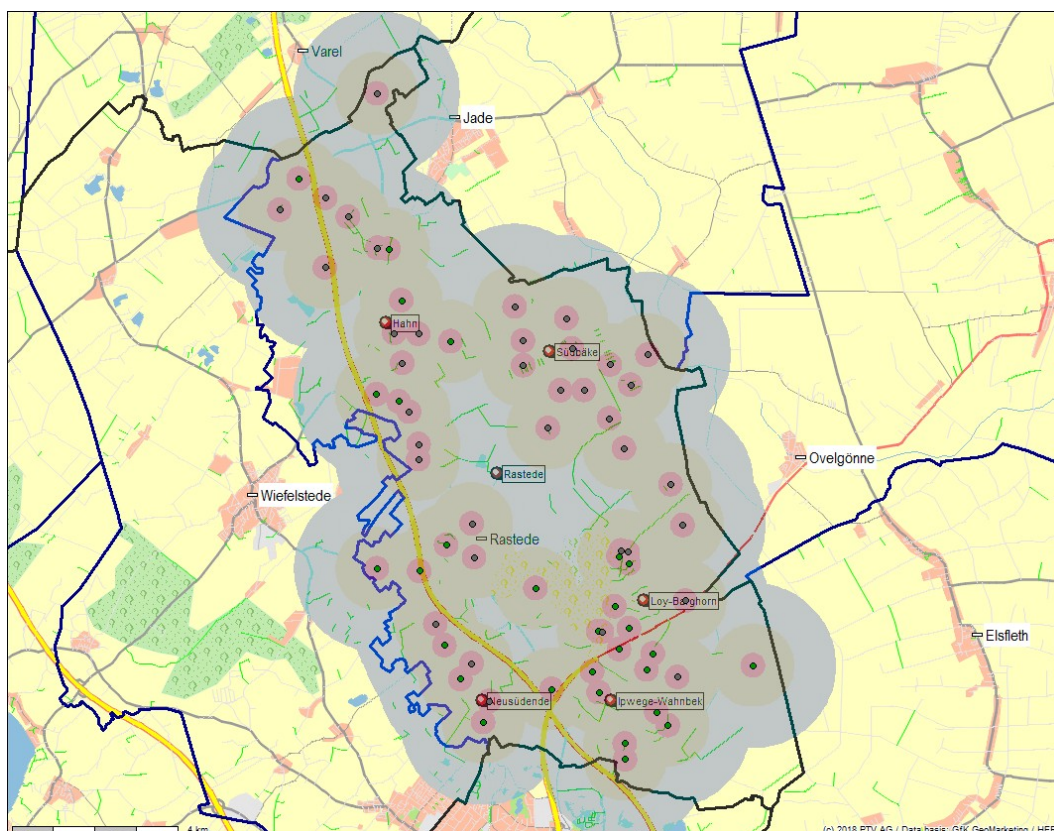 Varel
Jade
Hahn
Südbäke
Rastede
Ovelgönne
Wiefelstede
Rastede
Loy-Barghorn
Elsfleth
Neusüdende
Ipwege-Wahnbek
4 km
(c) 2018 PTV AG / Data basis: GfK GeoMarketing / HER